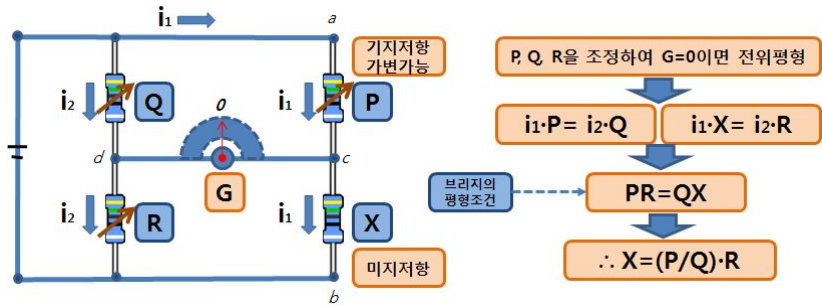 i₁
a
기지저항
가변가능
i₂
Q
0
i₁
P
d
c
G
i₂
R
i₁
X
미지저항
b
P, Q, R을 조정하여 G=0이면 전위평형
i₁·P= i₂·Q
i₁·X= i₂·R
브리지의
평형조건
PR=QX
∴ X=(P/Q)·R